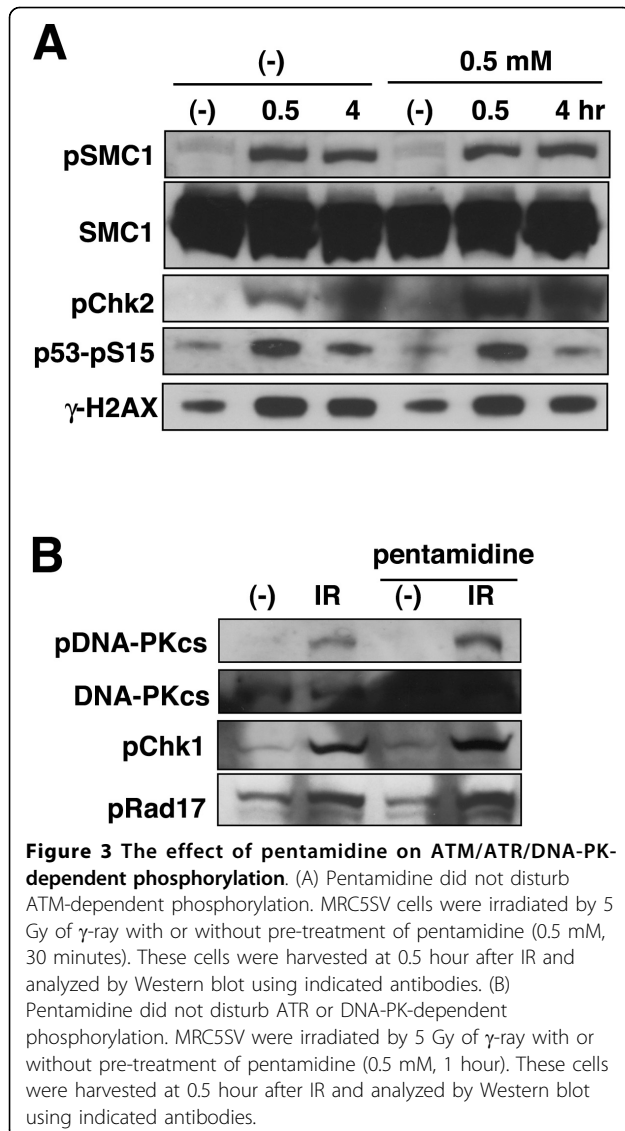 A
(-) 0.5 mM
(-) 0.5 4 (-) 0.5 4 hr
pSMC1
SMC1
pChk2
p53-pS15
γ-H2AX
B
pentamidine
(-) IR (-) IR
pDNA-PKcs
DNA-PKcs
pChk1
pRad17
Figure 3 The effect of pentamidine on ATM/ATR/DNA-PK-
dependent phosphorylation. (A) Pentamidine did not disturb
ATM-dependent phosphorylation. MRC5SV cells were irradiated by 5
Gy of γ-ray with or without pre-treatment of pentamidine (0.5 mM,
30 minutes). These cells were harvested at 0.5 hour after IR and
analyzed by Western blot using indicated antibodies. (B)
Pentamidine did not disturb ATR or DNA-PK-dependent
phosphorylation. MRC5SV were irradiated by 5 Gy of γ-ray with or
without pre-treatment of pentamidine (0.5 mM, 1 hour). These cells
were harvested at 0.5 hour after IR and analyzed by Western blot
using indicated antibodies.